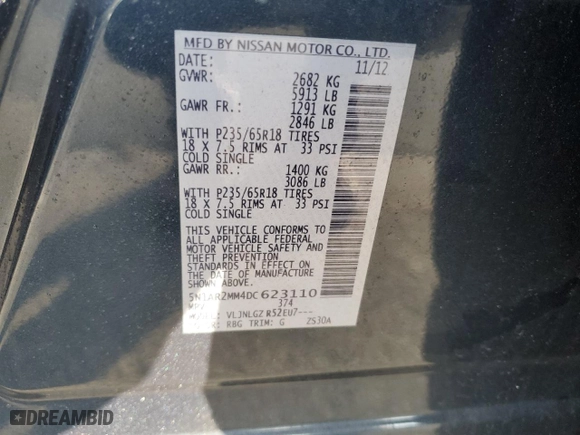 MFD BY NISSAN MOTOR CO., LTD.
DATE: 11/12
GVWR: 2682 KG
5913 LB
GAWR FR.: 1291 KG
2846 LB
WITH P235/65R18 TIRES
18 X 7.5 RIMS AT 33 PSI
COLD SINGLE
GAWR RR.: 1400 KG
3086 LB
WITH P235/65R18 TIRES
18 X 7.5 RIMS AT 33 PSI
COLD SINGLE
THIS VEHICLE CONFORMS TO
ALL APPLICABLE FEDERAL
MOTOR VEHICLE SAFETY AND
THEFT PREVENTION
STANDARDS IN EFFECT ON
THE DATE OF MANUFACTURE
SHOWN ABOVE.
5N1AR2MM4DC623110
MPV 374
VLJNLGZ R52EU7---
R: RBG TRIM: G ZS30A
DREAMBID